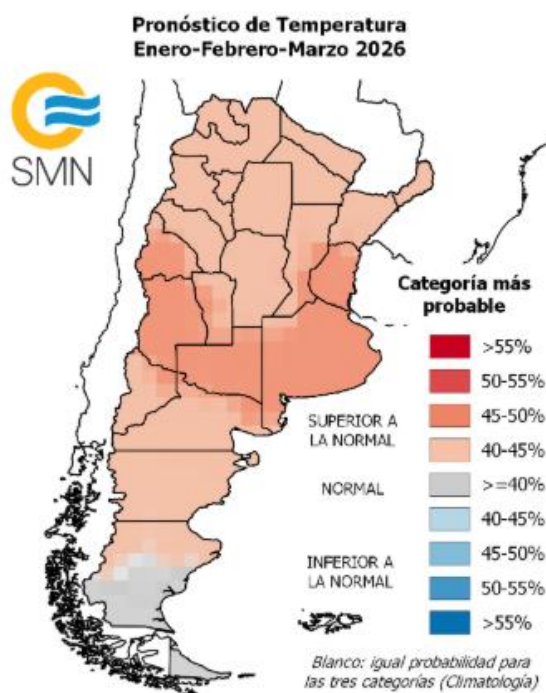 Pronóstico de Temperatura
Enero-Febrero-Marzo 2026
SMN
Categoría más
probable
>55%
50-55%
45-50%
SUPERIOR A
LA NORMAL
40-45%
NORMAL
>=40%
40-45%
45-50%
INFERIOR A
LA NORMAL
50-55%
>55%
Blanco: igual probabilidad para
las tres categorías (Climatología)